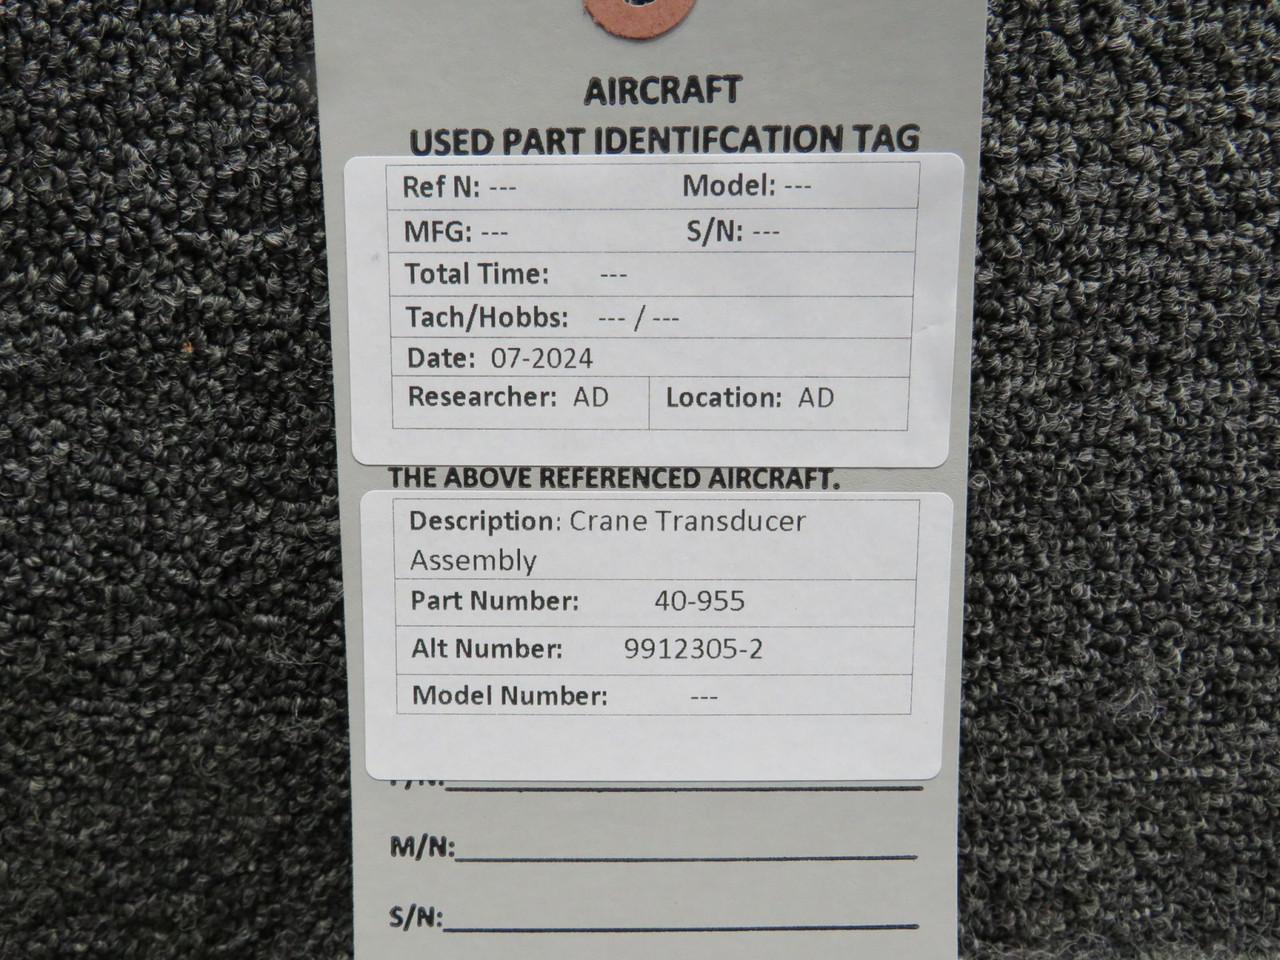 AIRCRAFT
USED PART IDENTIFCATION TAG
Ref N: --- Model: ---
MFG: --- S/N: ---
Total Time: ---
Tach/Hobbs: --- / ---
Date: 07-2024
Researcher: AD Location: AD
THE ABOVE REFERENCED AIRCRAFT.
Description: Crane Transducer
Assembly
Part Number: 40-955
Alt Number: 9912305-2
Model Number: ---
M/N:
S/N: